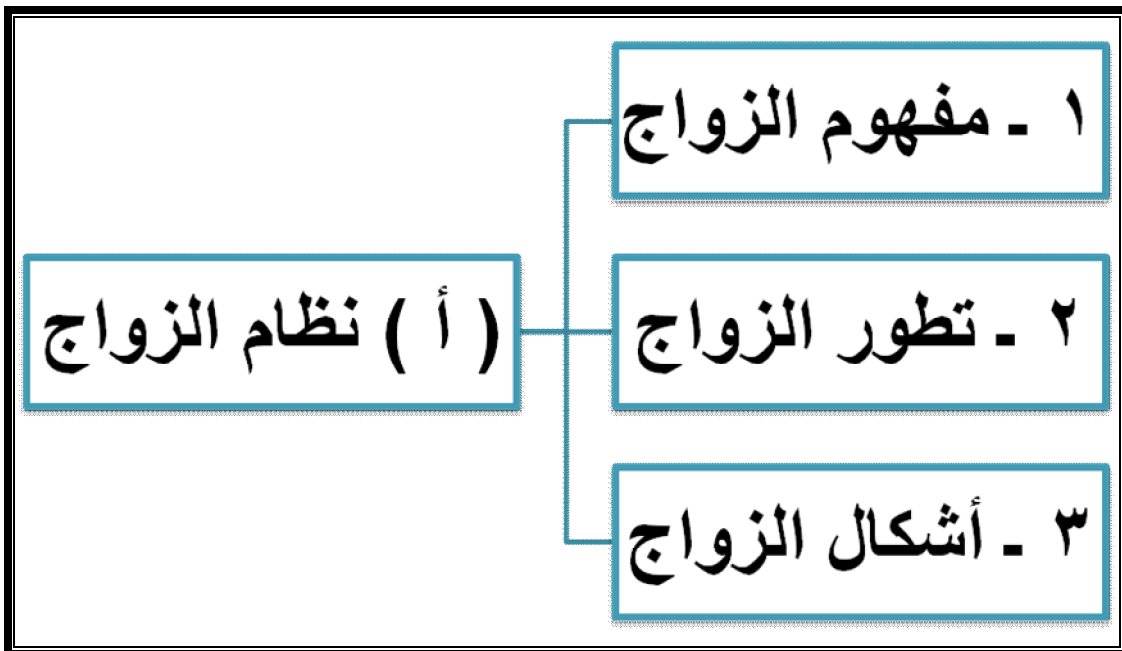 ( أ ) نظام الزواج
١ ـ مفهوم الزواج
٢ ـ تطور الزواج
٣ ـ أشكال الزواج